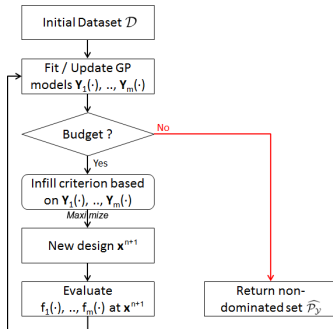 Initial Dataset 𝒟
Fit / Update GP
models Y₁(·), .., Yₘ(·)
Budget ?
No
Yes
Infill criterion based
on Y₁(·), .., Yₘ(·)
Maximize
New design xⁿ⁺¹
Evaluate
f₁(·), .., fₘ(·) at xⁿ⁺¹
Return non-
dominated set 𝒫̂_𝒴